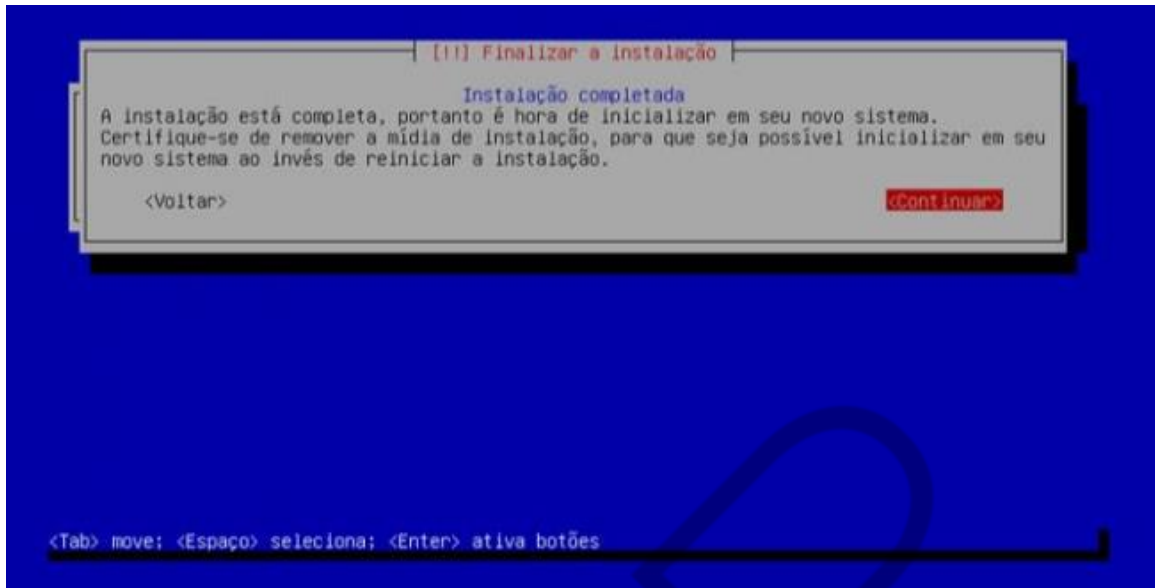 [!!] Finalizar a instalação
Instalação completada
A instalação está completa, portanto é hora de inicializar em seu novo sistema.
Certifique-se de remover a mídia de instalação, para que seja possível inicializar em seu
novo sistema ao invés de reiniciar a instalação.
<Voltar> <Continuar>
<Tab> move; <Espaço> seleciona; <Enter> ativa botões